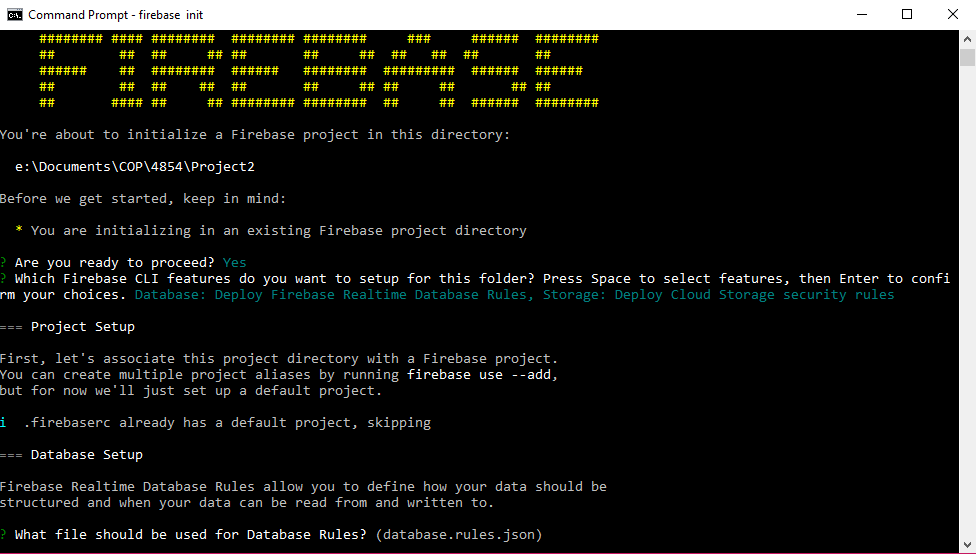 Command Prompt - firebase init
FIREBASE
You're about to initialize a Firebase project in this directory:
e:\Documents\COP\4854\Project2
Before we get started, keep in mind:
* You are initializing in an existing Firebase project directory
? Are you ready to proceed? Yes
? Which Firebase CLI features do you want to setup for this folder? Press Space to select features, then Enter to confi
rm your choices. Database: Deploy Firebase Realtime Database Rules, Storage: Deploy Cloud Storage security rules
=== Project Setup
First, let's associate this project directory with a Firebase project.
You can create multiple project aliases by running firebase use --add,
but for now we'll just set up a default project.
i .firebaserc already has a default project, skipping
=== Database Setup
Firebase Realtime Database Rules allow you to define how your data should be
structured and when your data can be read from and written to.
? What file should be used for Database Rules? (database.rules.json)